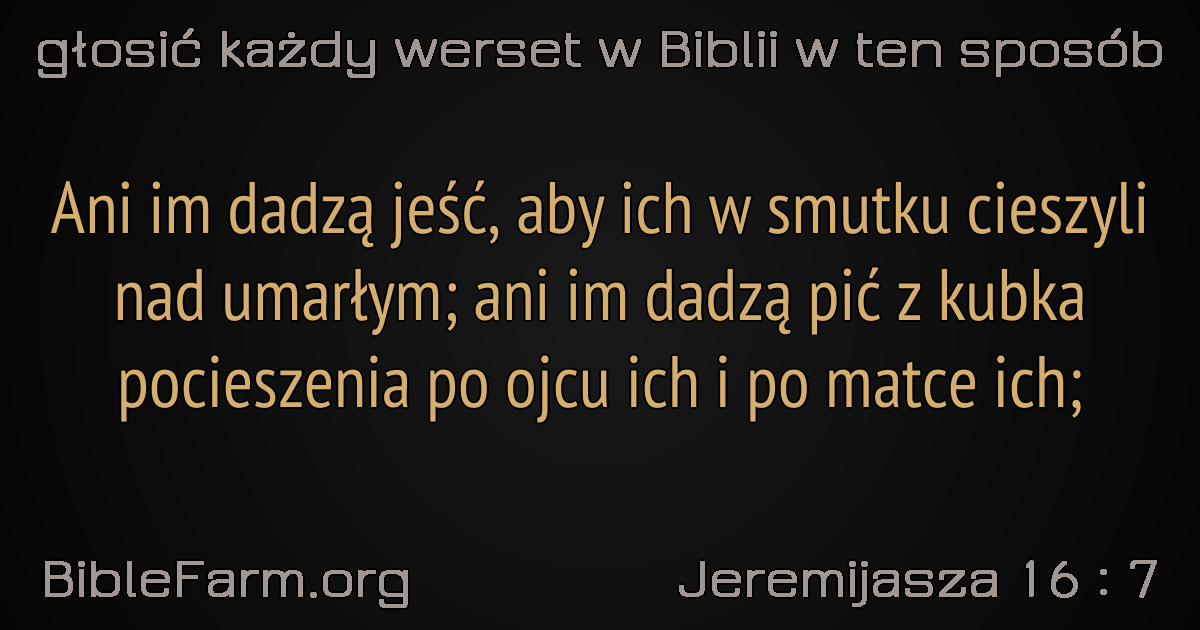 głosić każdy werset w Biblii w ten sposób
Ani im dadzą jeść, aby ich w smutku cieszyli
nad umarłym; ani im dadzą pić z kubka
pocieszenia po ojcu ich i po matce ich;
BibleFarm.org
Jeremijasza 16 : 7